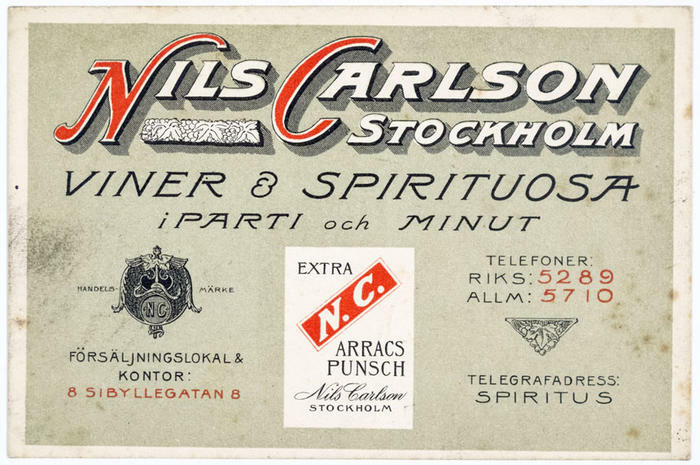 NILS CARLSON
STOCKHOLM
VINER & SPIRITUOSA
i PARTI och MINUT
HANDELS- MÄRKE
NC
FÖRSÄLJNINGSLOKAL &
KONTOR:
8 SIBYLLEGATAN 8
EXTRA
N. C.
ARRACS
PUNSCH
Nils Carlson
STOCKHOLM
TELEFONER:
RIKS: 5289
ALLM: 5710
TELEGRAFADRESS:
SPIRITUS